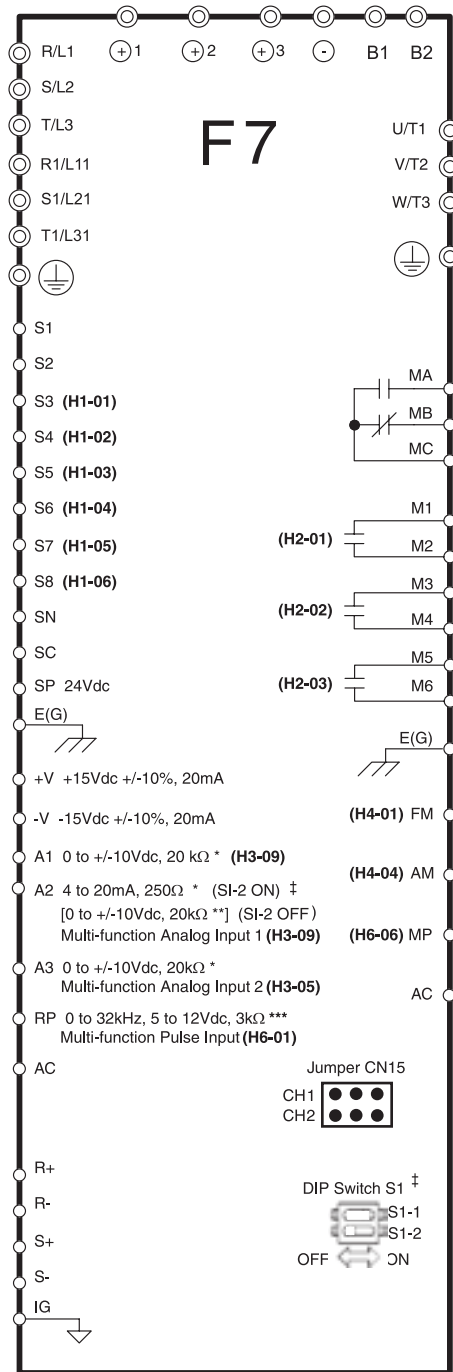 R/L1 + 1 + 2 + 3 - B1 B2
S/L2
T/L3
R1/L11
S1/L21
T1/L31
F7
U/T1
V/T2
W/T3
S1
S2
S3 (H1-01)
S4 (H1-02)
S5 (H1-03)
S6 (H1-04)
S7 (H1-05)
S8 (H1-06)
SN
SC
SP 24Vdc
E(G)
MA
MB
MC
M1
(H2-01)
M2
M3
(H2-02)
M4
M5
(H2-03)
M6
E(G)
+V +15Vdc +/-10%, 20mA
-V -15Vdc +/-10%, 20mA
A1 0 to +/-10Vdc, 20 kΩ * (H3-09)
A2 4 to 20mA, 250Ω * (SI-2 ON) ‡
[0 to +/-10Vdc, 20kΩ **] (SI-2 OFF)
Multi-function Analog Input 1 (H3-09)
A3 0 to +/-10Vdc, 20kΩ *
Multi-function Analog Input 2 (H3-05)
RP 0 to 32kHz, 5 to 12Vdc, 3kΩ ***
Multi-function Pulse Input (H6-01)
AC
(H4-01) FM
(H4-04) AM
(H6-06) MP
AC
Jumper CN15
CH1
CH2
R+
R-
S+
S-
IG
DIP Switch S1 ‡
S1-1
S1-2
OFF ON